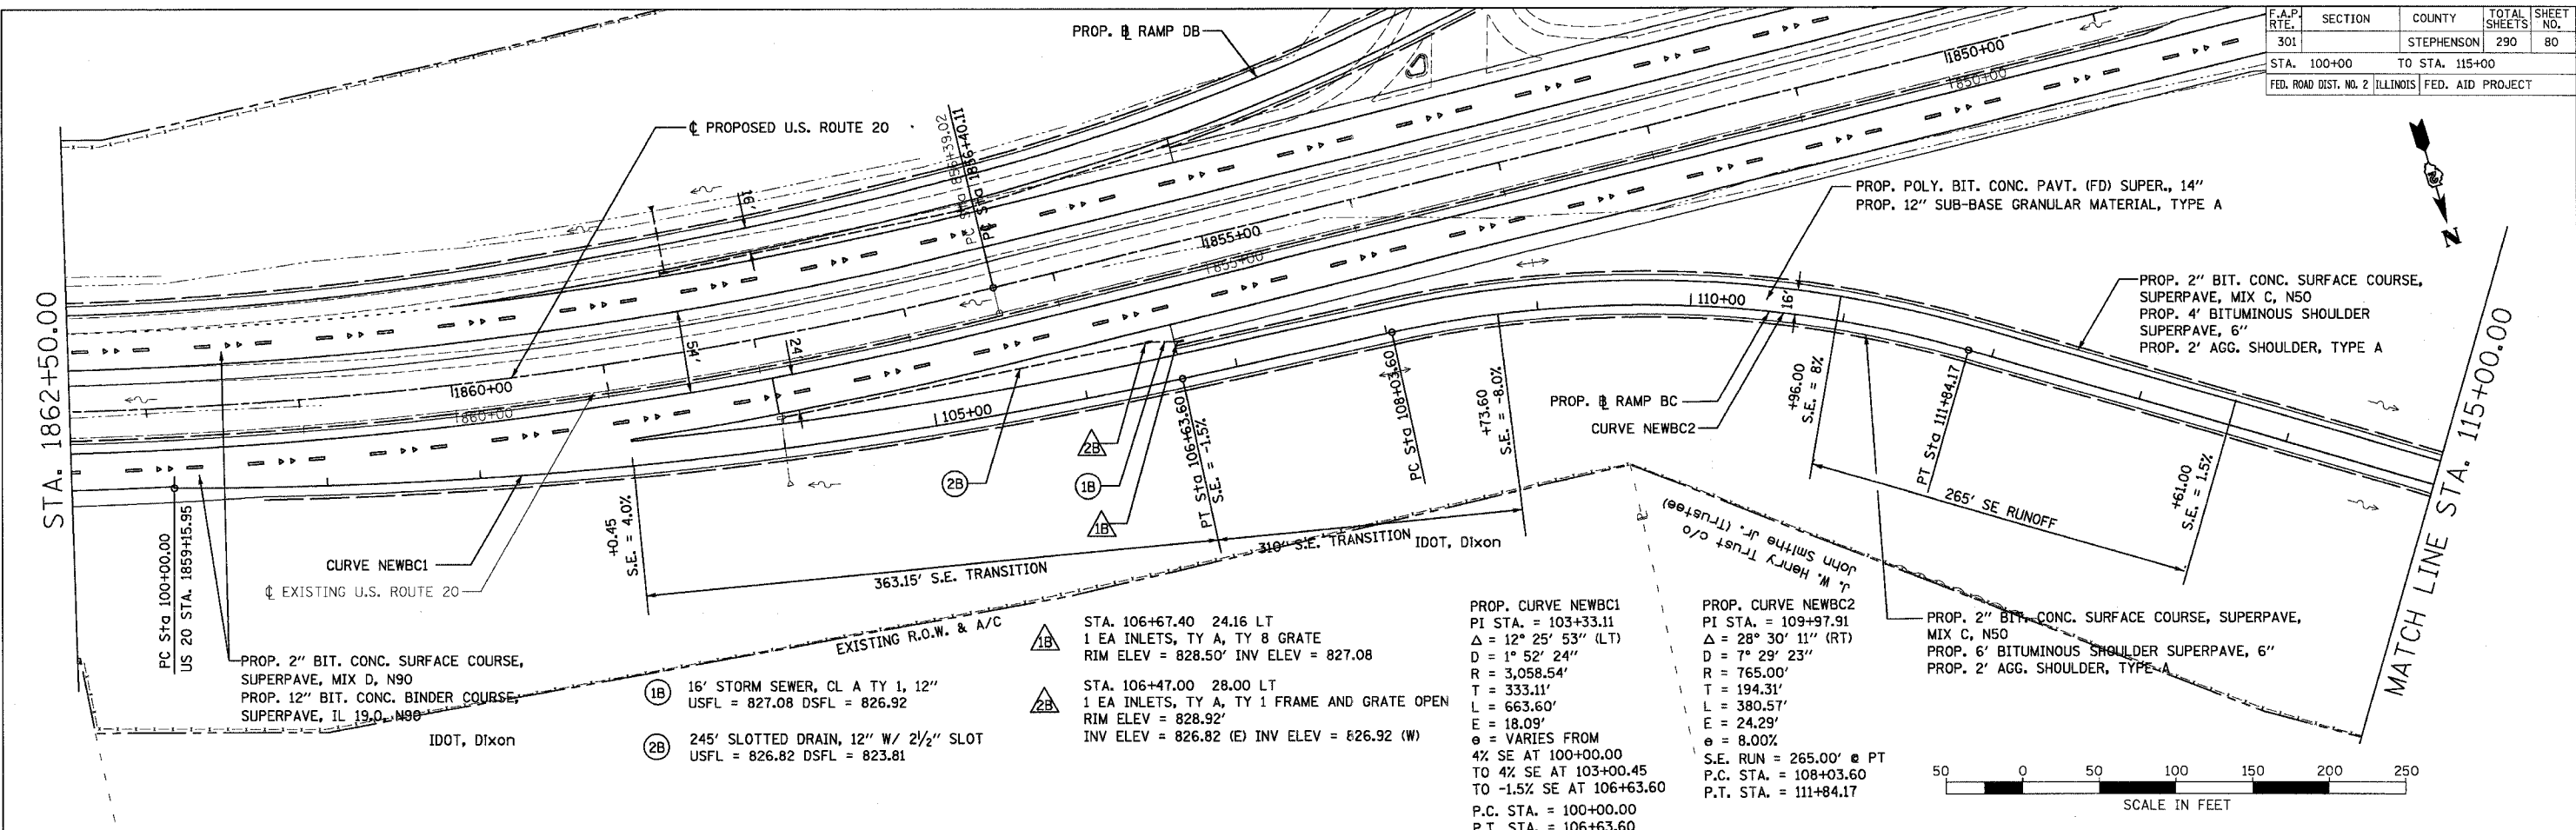 F.A.P. RTE. SECTION COUNTY TOTAL SHEETS SHEET NO.
301 STEPHENSON 290 80
STA. 100+00 TO STA. 115+00
FED. ROAD DIST. NO. 2 ILLINOIS FED. AID PROJECT
PROP. ℄ RAMP DB
℄ PROPOSED U.S. ROUTE 20
PC Sta 1856+40.11
1850+00
1850+00
1855+00
1855+00
1860+00
1860+00
16'
54'
24'
N
PROP. POLY. BIT. CONC. PAVT. (FD) SUPER., 14"
PROP. 12" SUB-BASE GRANULAR MATERIAL, TYPE A
PROP. 2" BIT. CONC. SURFACE COURSE,
SUPERPAVE, MIX C, N50
PROP. 4' BITUMINOUS SHOULDER
SUPERPAVE, 6"
PROP. 2' AGG. SHOULDER, TYPE A
STA. 1862+50.00
105+00
110+00
16'
PROP. ℄ RAMP BC
CURVE NEWBC2
2B
2B
1B
1B
PC Sta 100+00.00
US 20 STA. 1859+15.95
CURVE NEWBC1
℄ EXISTING U.S. ROUTE 20
+0.45
S.E. = 4.0%
PT Sta 106+63.60
S.E. = -1.5%
PC Sta 108+03.60
+73.60
S.E. = -8.0%
+96.00
S.E. = 8%
PT Sta 111+84.17
+61.00
S.E. = 1.5%
363.15' S.E. TRANSITION
310' S.E. TRANSITION
265' SE RUNOFF
IDOT, Dixon
J. W. Henry Trust c/o
John Smithe Jr. (Trustee)
MATCH LINE STA. 115+00.00
EXISTING R.O.W. & A/C
PROP. 2" BIT. CONC. SURFACE COURSE,
SUPERPAVE, MIX D, N90
PROP. 12" BIT. CONC. BINDER COURSE,
SUPERPAVE, IL 19.0, N90
IDOT, Dixon
1B 16' STORM SEWER, CL A TY 1, 12"
USFL = 827.08 DSFL = 826.92
2B 245' SLOTTED DRAIN, 12" W/ 2½" SLOT
USFL = 826.82 DSFL = 823.81
1B STA. 106+67.40 24.16 LT
1 EA INLETS, TY A, TY 8 GRATE
RIM ELEV = 828.50' INV ELEV = 827.08
2B STA. 106+47.00 28.00 LT
1 EA INLETS, TY A, TY 1 FRAME AND GRATE OPEN
RIM ELEV = 828.92'
INV ELEV = 826.82 (E) INV ELEV = 826.92 (W)
PROP. CURVE NEWBC1
PI STA. = 103+33.11
Δ = 12° 25' 53" (LT)
D = 1° 52' 24"
R = 3,058.54'
T = 333.11'
L = 663.60'
E = 18.09'
e = VARIES FROM
4% SE AT 100+00.00
TO 4% SE AT 103+00.45
TO -1.5% SE AT 106+63.60
P.C. STA. = 100+00.00
P.T. STA. = 106+63.60
PROP. CURVE NEWBC2
PI STA. = 109+97.91
Δ = 28° 30' 11" (RT)
D = 7° 29' 23"
R = 765.00'
T = 194.31'
L = 380.57'
E = 24.29'
e = 8.00%
S.E. RUN = 265.00' @ PT
P.C. STA. = 108+03.60
P.T. STA. = 111+84.17
PROP. 2" BIT. CONC. SURFACE COURSE, SUPERPAVE,
MIX C, N50
PROP. 6' BITUMINOUS SHOULDER SUPERPAVE, 6"
PROP. 2' AGG. SHOULDER, TYPE A
50 0 50 100 150 200 250
SCALE IN FEET